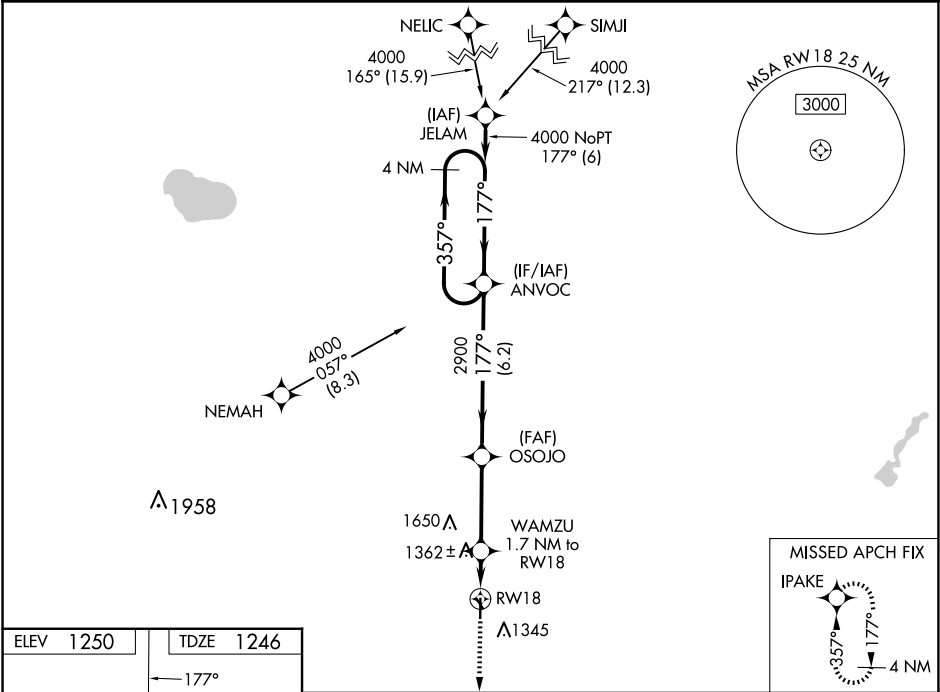 NELIC
SIMJI
4000
165° (15.9)
4000
217° (12.3)
MSA RW18 25 NM
3000
(IAF)
JELAM
4000 NoPT
177° (6)
4 NM
177°
357°
(IF/IAF)
ANVOC
4000
057°
(8.3)
NEMAH
2900
177°
(6.2)
(FAF)
OSOJO
1958
1650
1362±
WAMZU
1.7 NM to
RW18
RW18
1345
MISSED APCH FIX
IPAKE
357°
177°
4 NM
ELEV 1250
TDZE 1246
177°